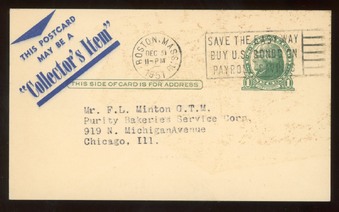 THIS POSTCARD
MAY BE A
"Collector's Item"
BOSTON, MASS.
DEC
11-PM
1951
SAVE THE EASY WAY
BUY U.S. BONDS ON
PAYROLL
THIS SIDE OF CARD IS FOR ADDRESS
Mr. F.L. Minton G.T.M.
Purity Bakeries Service Corp.
919 N. MichiganAvenue
Chicago, Ill.